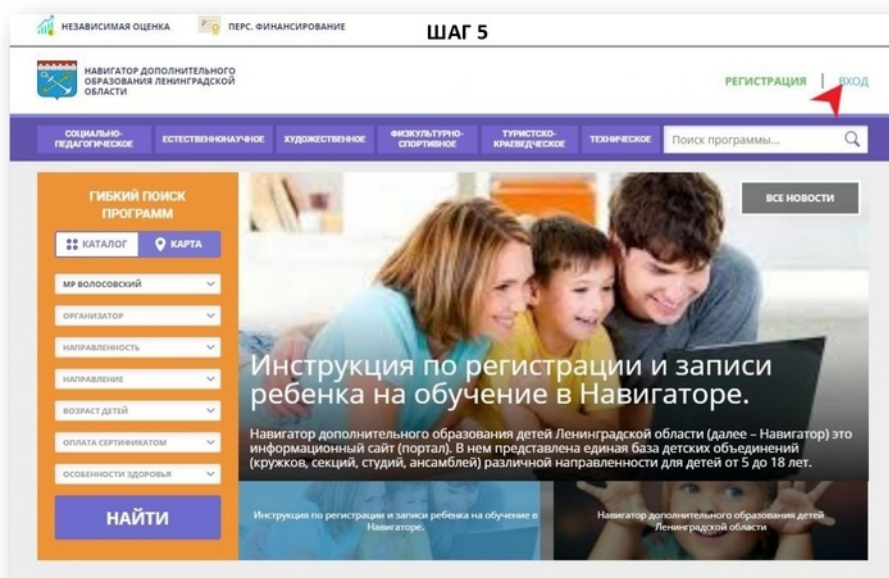 НЕЗАВИСИМАЯ ОЦЕНКА
ПЕРС. ФИНАНСИРОВАНИЕ
ШАГ 5
НАВИГАТОР ДОПОЛНИТЕЛЬНОГО
ОБРАЗОВАНИЯ ЛЕНИНГРАДСКОЙ
ОБЛАСТИ
РЕГИСТРАЦИЯ | ВХОД
СОЦИАЛЬНО-
ПЕДАГОГИЧЕСКОЕ
ЕСТЕСТВЕННОНАУЧНОЕ
ХУДОЖЕСТВЕННОЕ
ФИЗКУЛЬТУРНО-
СПОРТИВНОЕ
ТУРИСТСКО-
КРАЕВЕДЧЕСКОЕ
ТЕХНИЧЕСКОЕ
Поиск программы...
ГИБКИЙ ПОИСК
ПРОГРАММ
КАТАЛОГ
КАРТА
МР ВОЛОСОВСКИЙ
ОРГАНИЗАТОР
НАПРАВЛЕННОСТЬ
НАПРАВЛЕНИЕ
ВОЗРАСТ ДЕТЕЙ
ОПЛАТА СЕРТИФИКАТОМ
ОСОБЕННОСТИ ЗДОРОВЬЯ
НАЙТИ
ВСЕ НОВОСТИ
Инструкция по регистрации и записи
ребенка на обучение в Навигаторе.
Навигатор дополнительного образования детей Ленинградской области (далее – Навигатор) это
информационный сайт (портал). В нем представлена единая база детских объединений
(кружков, секций, студий, ансамблей) различной направленности для детей от 5 до 18 лет.
Инструкция по регистрации и записи ребенка на обучение в
Навигаторе.
Навигатор дополнительного образования детей
Ленинградской области